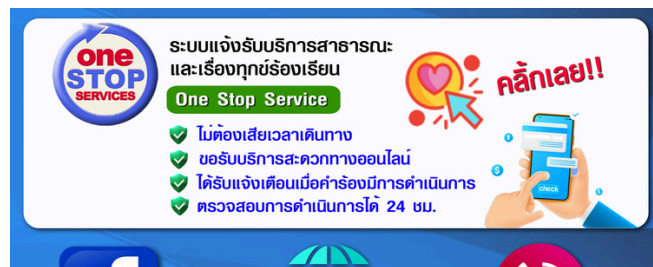 one
STOP
SERVICES
ระบบแจ้งรับบริการสาธารณะ
และเรื่องทุกข์ร้องเรียน
One Stop Service
คลิ้กเลย!!
ไม่ต้องเสียเวลาเดินทาง
ขอรับบริการสะดวกทางออนไลน์
ได้รับแจ้งเตือนเมื่อคำร้องมีการดำเนินการ
ตรวจสอบการดำเนินการได้ 24 ชม.
check